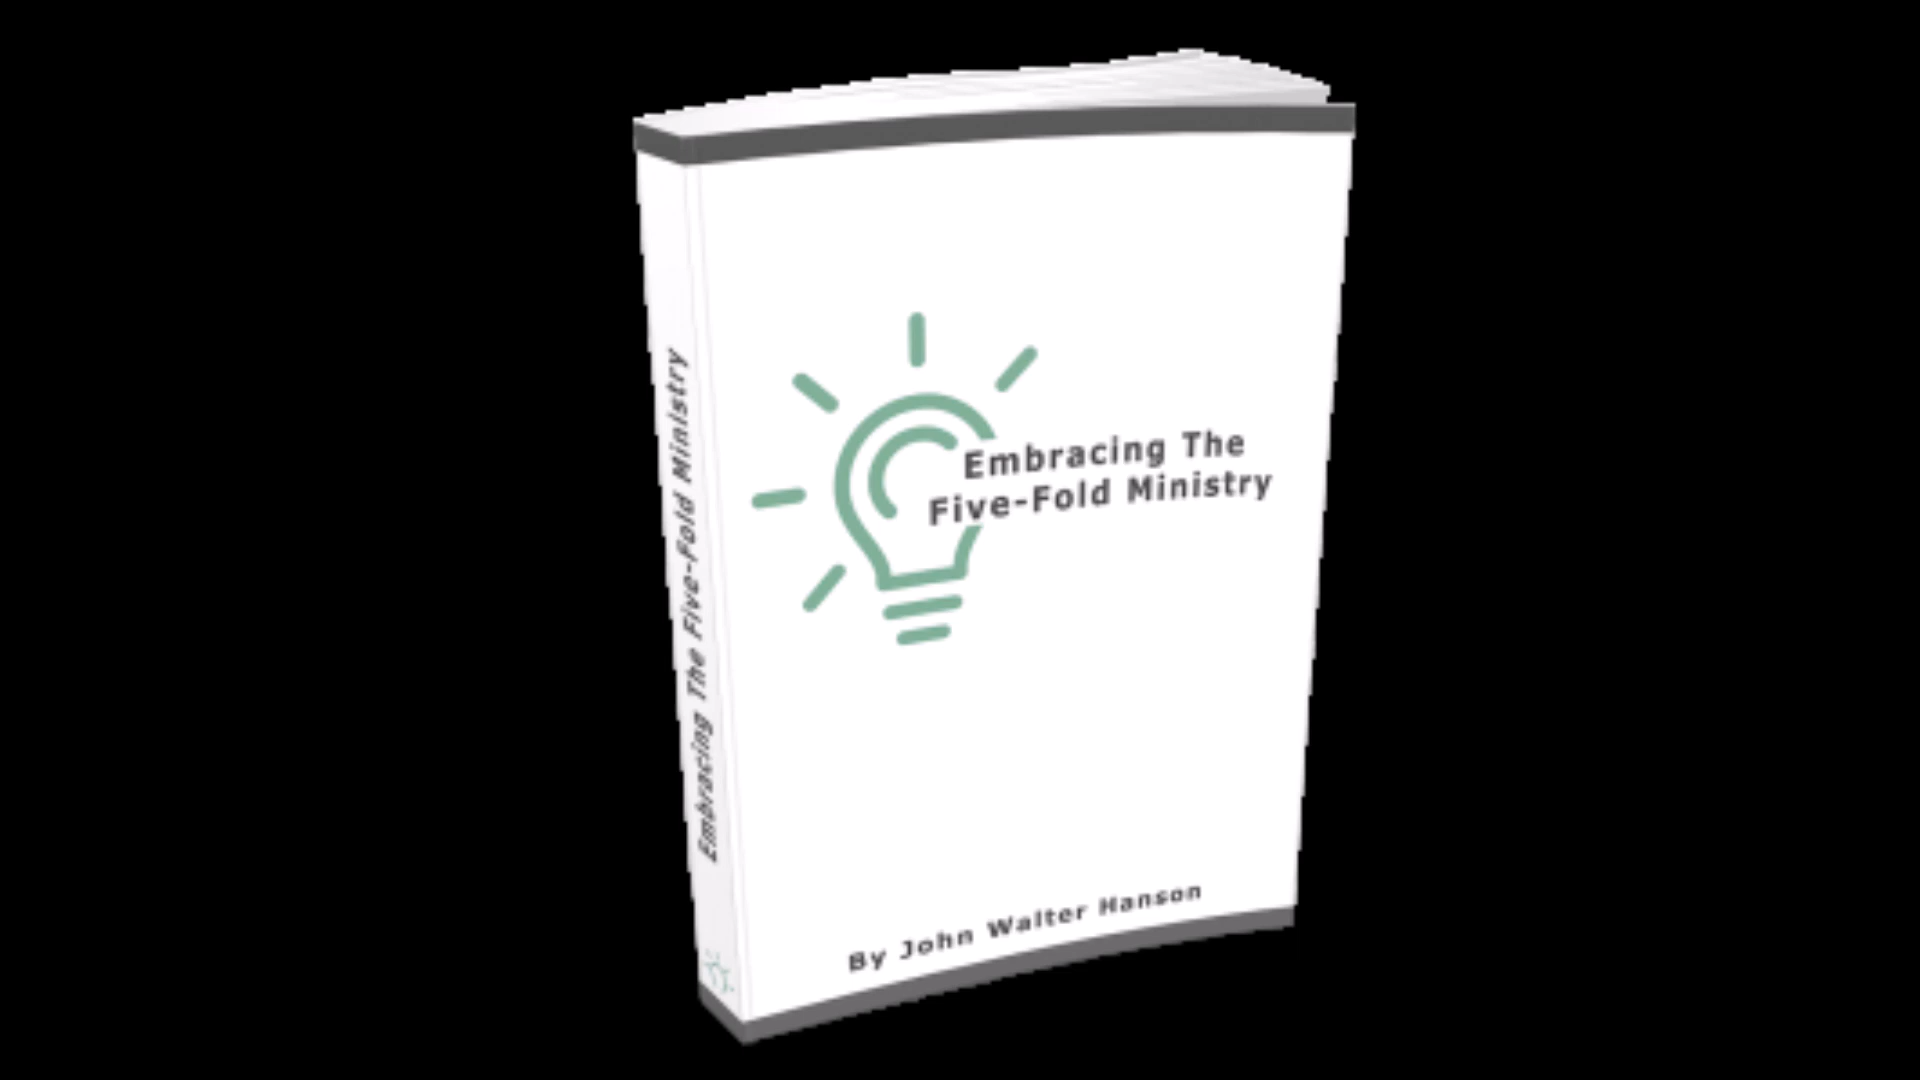 Embracing The Five-Fold Ministry
Embracing The
Five-Fold Ministry
By John Walter Hanson